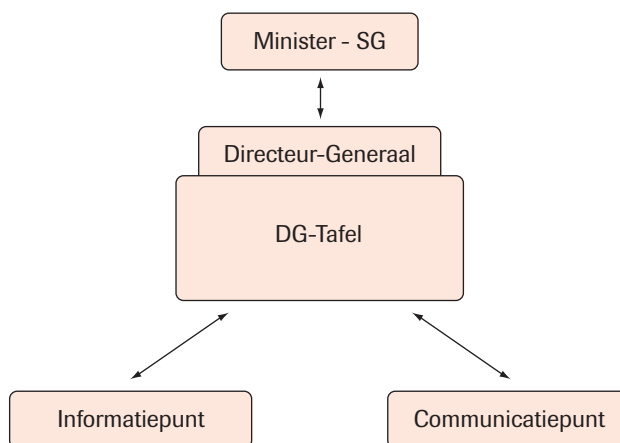 Minister - SG
Directeur-Generaal
DG-Tafel
Informatiepunt
Communicatiepunt